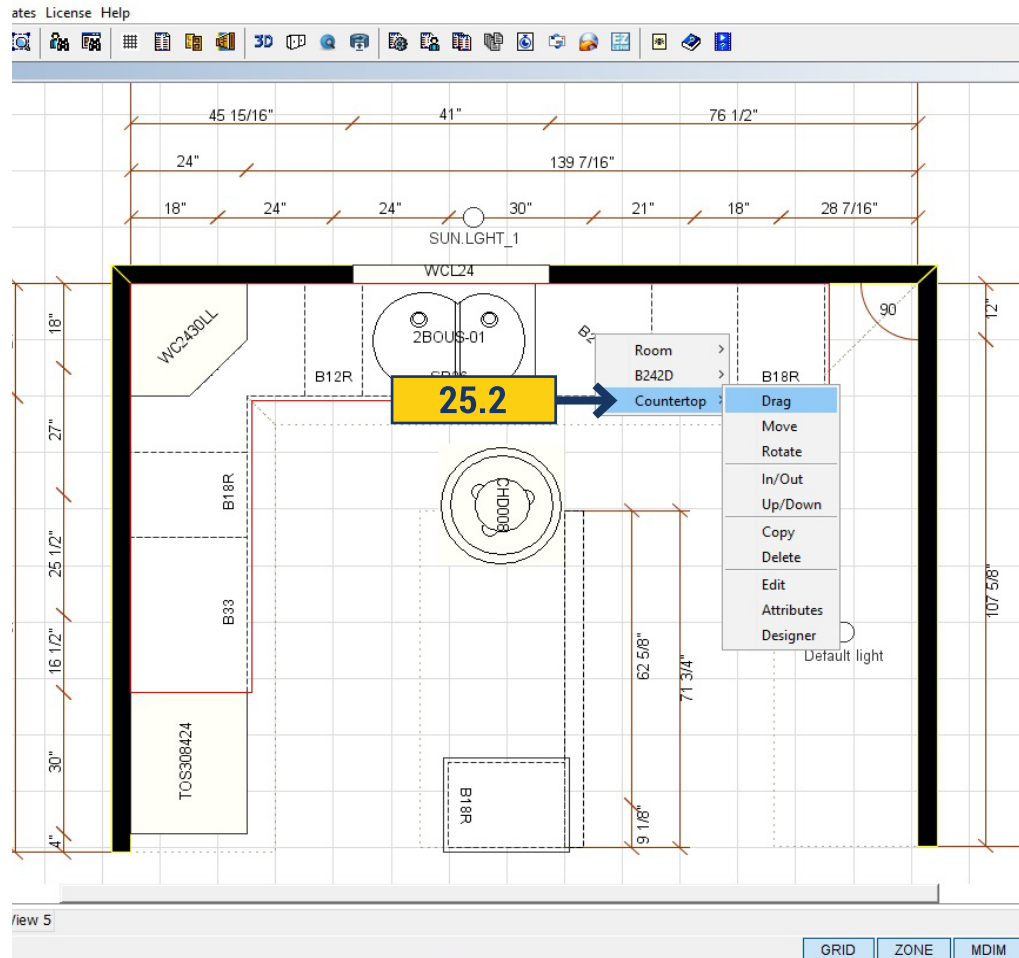 ates License Help
3D
EZ
45 15/16"
41"
76 1/2"
24"
139 7/16"
18"
24"
24"
30"
21"
18"
28 7/16"
SUN.LGHT_1
WCL24
WC2430LL
2BOUS-01
90
12"
18"
B12R
B18R
Room
B242D
Countertop
25.2
Drag
Move
Rotate
In/Out
Up/Down
Copy
Delete
Edit
Attributes
Designer
27"
B18R
CHD008
25 1/2"
B33
107 5/8"
16 1/2"
62 5/8"
71 3/4"
Default light
30"
TOS308424
B18R
9 1/8"
4"
View 5
GRID
ZONE
MDIM